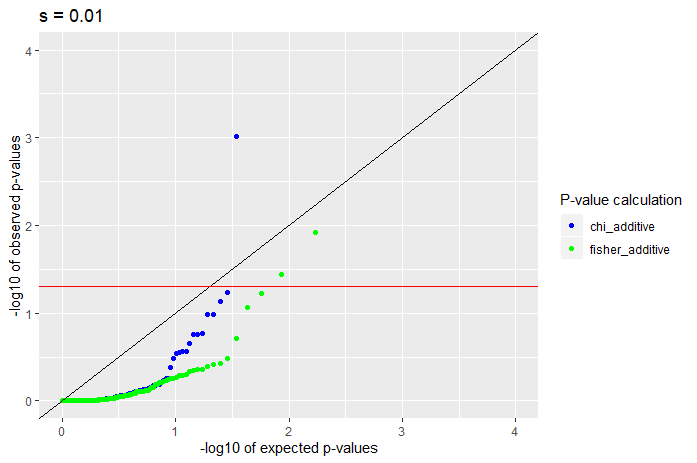 s = 0.01
4
3
2
1
0
-log10 of observed p-values
0
1
2
3
4
-log10 of expected p-values
P-value calculation
chi_additive
fisher_additive